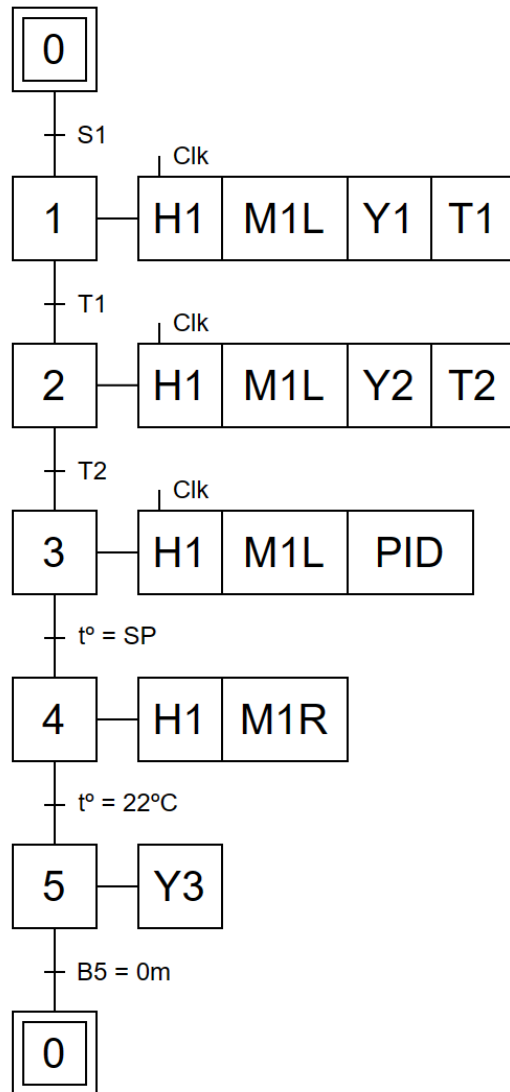 0
S1
Clk
1 H1 M1L Y1 T1
T1
Clk
2 H1 M1L Y2 T2
T2
Clk
3 H1 M1L PID
tº = SP
4 H1 M1R
tº = 22ºC
5 Y3
B5 = 0m
0